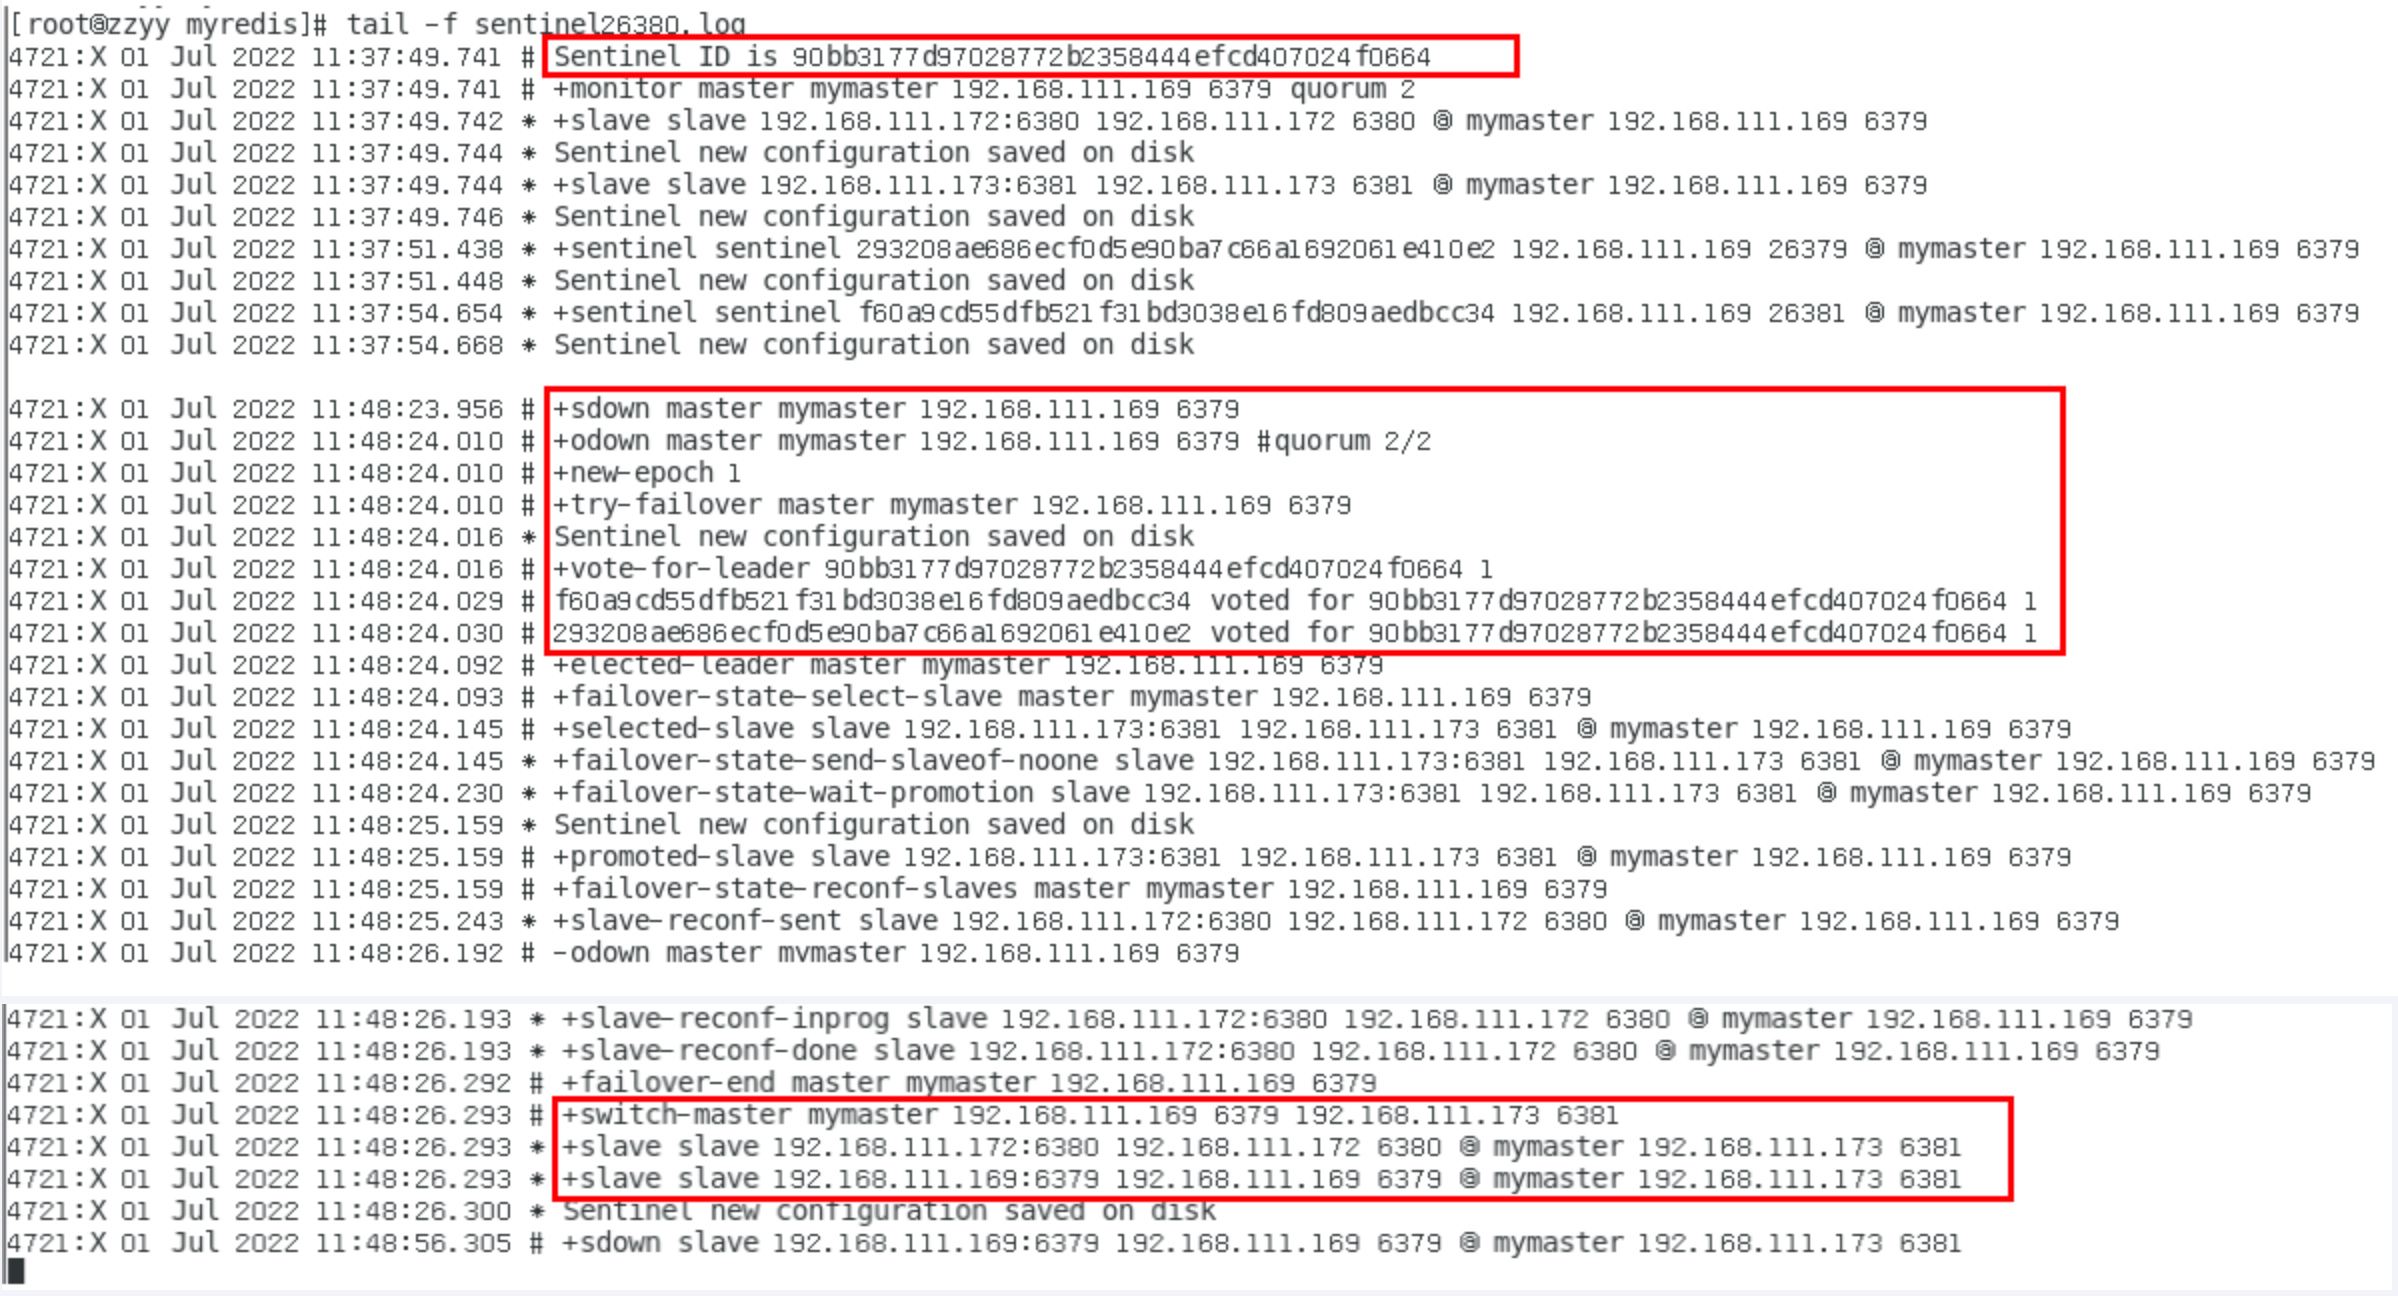 [root@zzyy myredis]# tail -f sentinel26380.log
4721:X 01 Jul 2022 11:37:49.741 # Sentinel ID is 90bb3177d97028772b2358444efcd407024f0664
4721:X 01 Jul 2022 11:37:49.741 # +monitor master mymaster 192.168.111.169 6379 quorum 2
4721:X 01 Jul 2022 11:37:49.742 * +slave slave 192.168.111.172:6380 192.168.111.172 6380 @ mymaster 192.168.111.169 6379
4721:X 01 Jul 2022 11:37:49.744 * Sentinel new configuration saved on disk
4721:X 01 Jul 2022 11:37:49.744 * +slave slave 192.168.111.173:6381 192.168.111.173 6381 @ mymaster 192.168.111.169 6379
4721:X 01 Jul 2022 11:37:49.746 * Sentinel new configuration saved on disk
4721:X 01 Jul 2022 11:37:51.438 * +sentinel sentinel 293208ae686ecf0d5e90ba7c66a1692061e410e2 192.168.111.169 26379 @ mymaster 192.168.111.169 6379
4721:X 01 Jul 2022 11:37:51.448 * Sentinel new configuration saved on disk
4721:X 01 Jul 2022 11:37:54.654 * +sentinel sentinel f60a9cd55dfb521f31bd3038e16fd809aedbcc34 192.168.111.169 26381 @ mymaster 192.168.111.169 6379
4721:X 01 Jul 2022 11:37:54.668 * Sentinel new configuration saved on disk
4721:X 01 Jul 2022 11:48:23.956 # +sdown master mymaster 192.168.111.169 6379
4721:X 01 Jul 2022 11:48:24.010 # +odown master mymaster 192.168.111.169 6379 #quorum 2/2
4721:X 01 Jul 2022 11:48:24.010 # +new-epoch 1
4721:X 01 Jul 2022 11:48:24.010 # +try-failover master mymaster 192.168.111.169 6379
4721:X 01 Jul 2022 11:48:24.016 * Sentinel new configuration saved on disk
4721:X 01 Jul 2022 11:48:24.016 # +vote-for-leader 90bb3177d97028772b2358444efcd407024f0664 1
4721:X 01 Jul 2022 11:48:24.029 # f60a9cd55dfb521f31bd3038e16fd809aedbcc34 voted for 90bb3177d97028772b2358444efcd407024f0664 1
4721:X 01 Jul 2022 11:48:24.030 # 293208ae686ecf0d5e90ba7c66a1692061e410e2 voted for 90bb3177d97028772b2358444efcd407024f0664 1
4721:X 01 Jul 2022 11:48:24.092 # +elected-leader master mymaster 192.168.111.169 6379
4721:X 01 Jul 2022 11:48:24.093 # +failover-state-select-slave master mymaster 192.168.111.169 6379
4721:X 01 Jul 2022 11:48:24.145 # +selected-slave slave 192.168.111.173:6381 192.168.111.173 6381 @ mymaster 192.168.111.169 6379
4721:X 01 Jul 2022 11:48:24.145 * +failover-state-send-slaveof-noone slave 192.168.111.173:6381 192.168.111.173 6381 @ mymaster 192.168.111.169 6379
4721:X 01 Jul 2022 11:48:24.230 * +failover-state-wait-promotion slave 192.168.111.173:6381 192.168.111.173 6381 @ mymaster 192.168.111.169 6379
4721:X 01 Jul 2022 11:48:25.159 * Sentinel new configuration saved on disk
4721:X 01 Jul 2022 11:48:25.159 # +promoted-slave slave 192.168.111.173:6381 192.168.111.173 6381 @ mymaster 192.168.111.169 6379
4721:X 01 Jul 2022 11:48:25.159 # +failover-state-reconf-slaves master mymaster 192.168.111.169 6379
4721:X 01 Jul 2022 11:48:25.243 * +slave-reconf-sent slave 192.168.111.172:6380 192.168.111.172 6380 @ mymaster 192.168.111.169 6379
4721:X 01 Jul 2022 11:48:26.192 # -odown master mymaster 192.168.111.169 6379
4721:X 01 Jul 2022 11:48:26.193 * +slave-reconf-inprog slave 192.168.111.172:6380 192.168.111.172 6380 @ mymaster 192.168.111.169 6379
4721:X 01 Jul 2022 11:48:26.193 * +slave-reconf-done slave 192.168.111.172:6380 192.168.111.172 6380 @ mymaster 192.168.111.169 6379
4721:X 01 Jul 2022 11:48:26.292 # +failover-end master mymaster 192.168.111.169 6379
4721:X 01 Jul 2022 11:48:26.293 # +switch-master mymaster 192.168.111.169 6379 192.168.111.173 6381
4721:X 01 Jul 2022 11:48:26.293 * +slave slave 192.168.111.172:6380 192.168.111.172 6380 @ mymaster 192.168.111.173 6381
4721:X 01 Jul 2022 11:48:26.293 * +slave slave 192.168.111.169:6379 192.168.111.169 6379 @ mymaster 192.168.111.173 6381
4721:X 01 Jul 2022 11:48:26.300 * Sentinel new configuration saved on disk
4721:X 01 Jul 2022 11:48:56.305 # +sdown slave 192.168.111.169:6379 192.168.111.169 6379 @ mymaster 192.168.111.173 6381